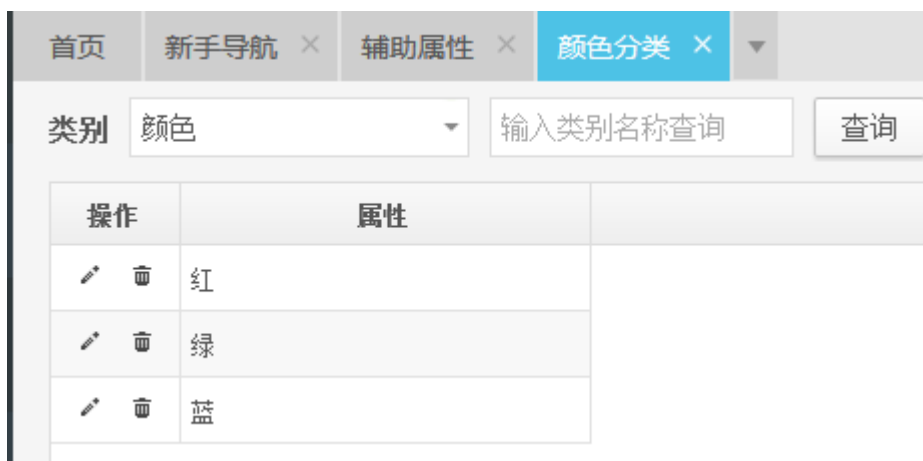 首页 新手导航 辅助属性 颜色分类
类别 颜色 输入类别名称查询 查询
操作 属性
红
绿
蓝